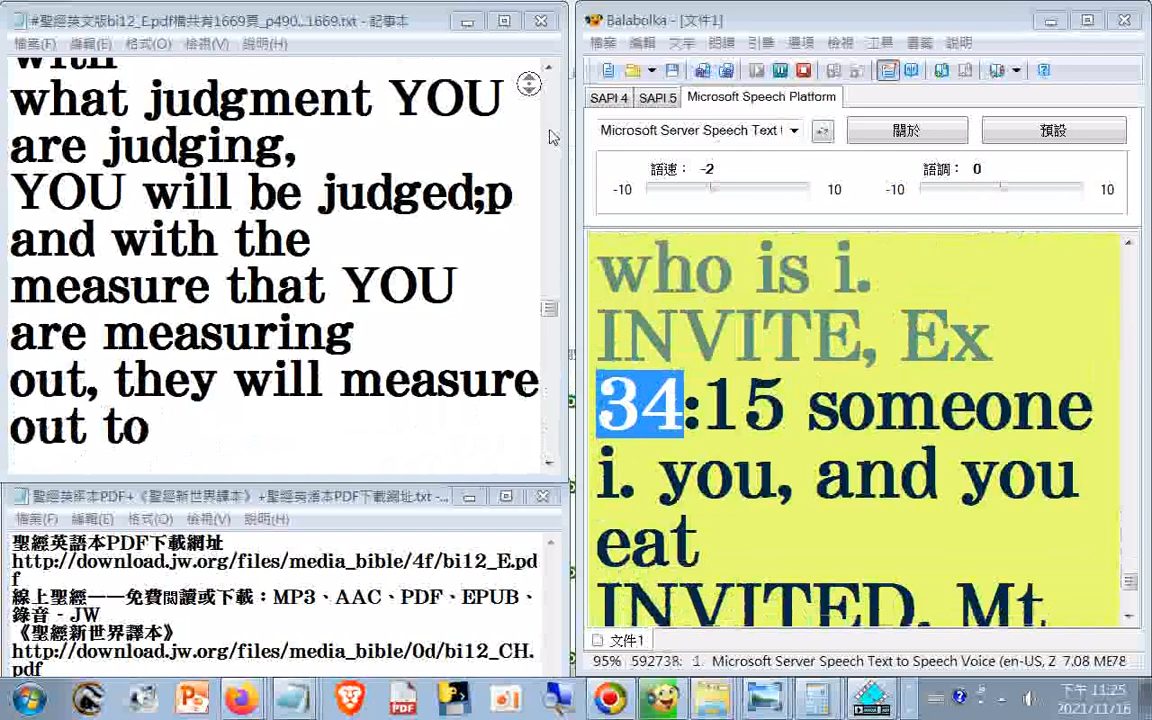 #聖經英文版bi12_E.pdf檔共有1669頁_p490..1669.txt - 記事本
檔案(F) 編輯(E) 格式(O) 檢視(V) 說明(H)
with
what judgment YOU
are judging,
YOU will be judged;p
and with the
measure that YOU
are measuring
out, they will measure
out to
聖經英語本PDF+《聖經新世界譯本》+聖經英語本PDF下載網址.txt - ...
檔案(F) 編輯(E) 格式(O) 檢視(V) 說明(H)
聖經英語本PDF下載網址
http://download.jw.org/files/media_bible/4f/bi12_E.pd
f
線上聖經——免費閱讀或下載：MP3、AAC、PDF、EPUB、
錄音 - JW
《聖經新世界譯本》
http://download.jw.org/files/media_bible/0d/bi12_CH.
pdf
Balabolka - [文件1]
檔案 編輯 文字 朗讀 引擎 選項 檢視 工具 書籤 說明
SAPI 4 SAPI 5 Microsoft Speech Platform
Microsoft Server Speech Text 關於 預設
語速： -2 語調： 0
-10 10 -10 10
who is i.
INVITE, Ex
34:15 someone
i. you, and you
eat
INVITED, Mt
文件1
95% 592738: 1. Microsoft Server Speech Text to Speech Voice (en-US, Z 7.08 ME78
下午 11:25
2021/11/16